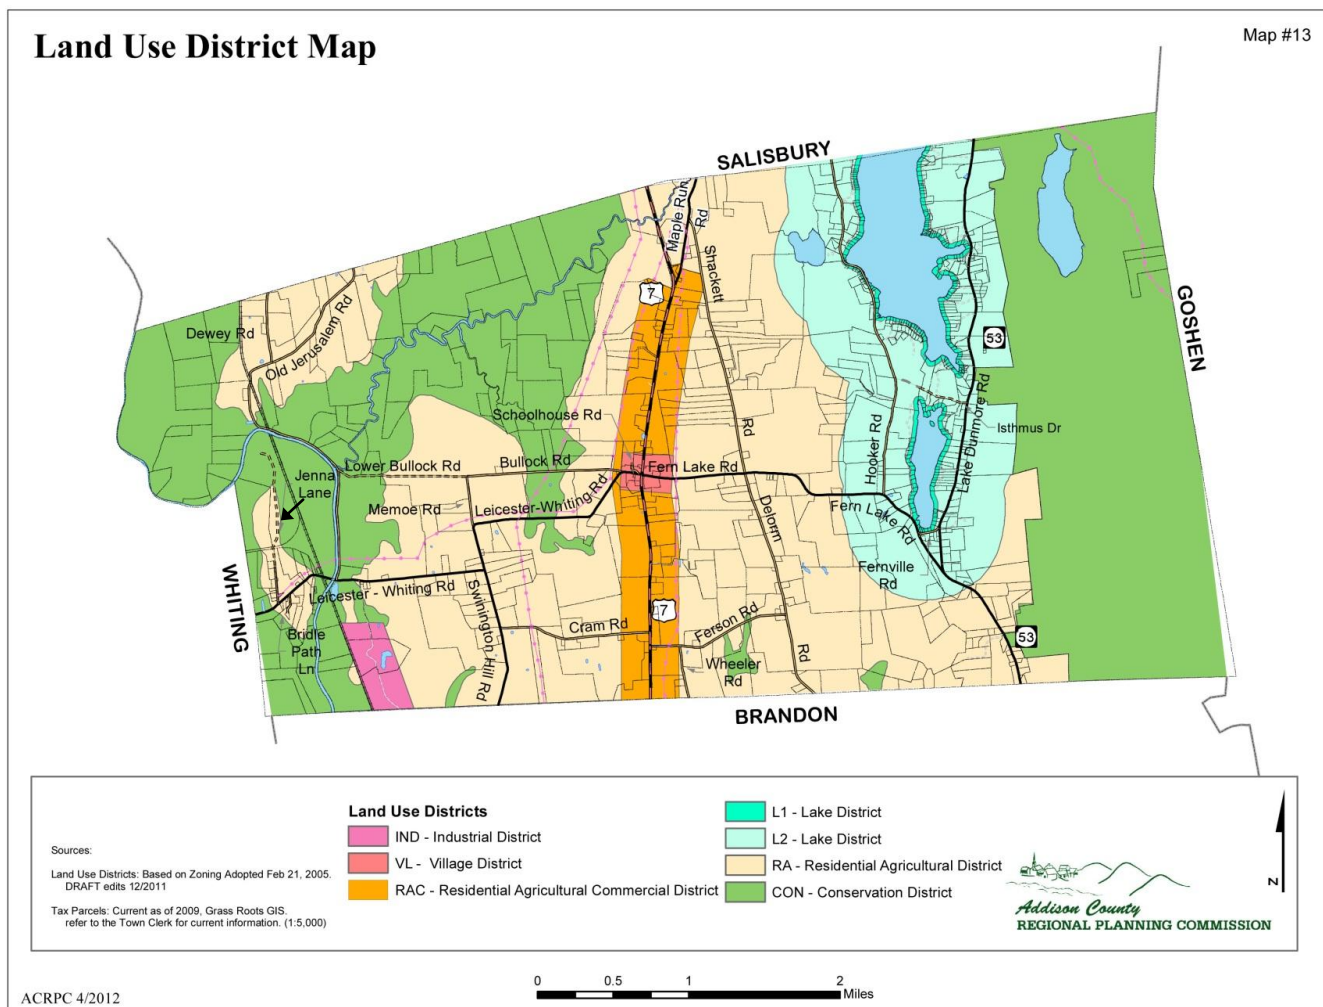 Land Use District Map
Map #13
SALISBURY
Maple Run
Rd
Shackett
7
GOSHEN
Dewey Rd
Old Jerusalem Rd
53
Schoolhouse Rd
Rd
Hooker Rd
Lake Dunmore Rd
Isthmus Dr
Jenna
Lane
Lower Bullock Rd
Bullock Rd
Fern Lake Rd
Memoe Rd
Leicester-Whiting Rd
Delorm
Fern Lake Rd
WHITING
Leicester - Whiting Rd
Swinington Hill Rd
Fernville
Rd
7
Cram Rd
Ferson Rd
53
Bridle
Path
Ln
Wheeler
Rd
Rd
BRANDON
Sources:
Land Use Districts: Based on Zoning Adopted Feb 21, 2005.
DRAFT edits 12/2011
Tax Parcels: Current as of 2009, Grass Roots GIS.
refer to the Town Clerk for current information. (1:5,000)
Land Use Districts
IND - Industrial District
VL - Village District
RAC - Residential Agricultural Commercial District
L1 - Lake District
L2 - Lake District
RA - Residential Agricultural District
CON - Conservation District
Addison County
REGIONAL PLANNING COMMISSION
N
0 0.5 1 2
Miles
ACRPC 4/2012